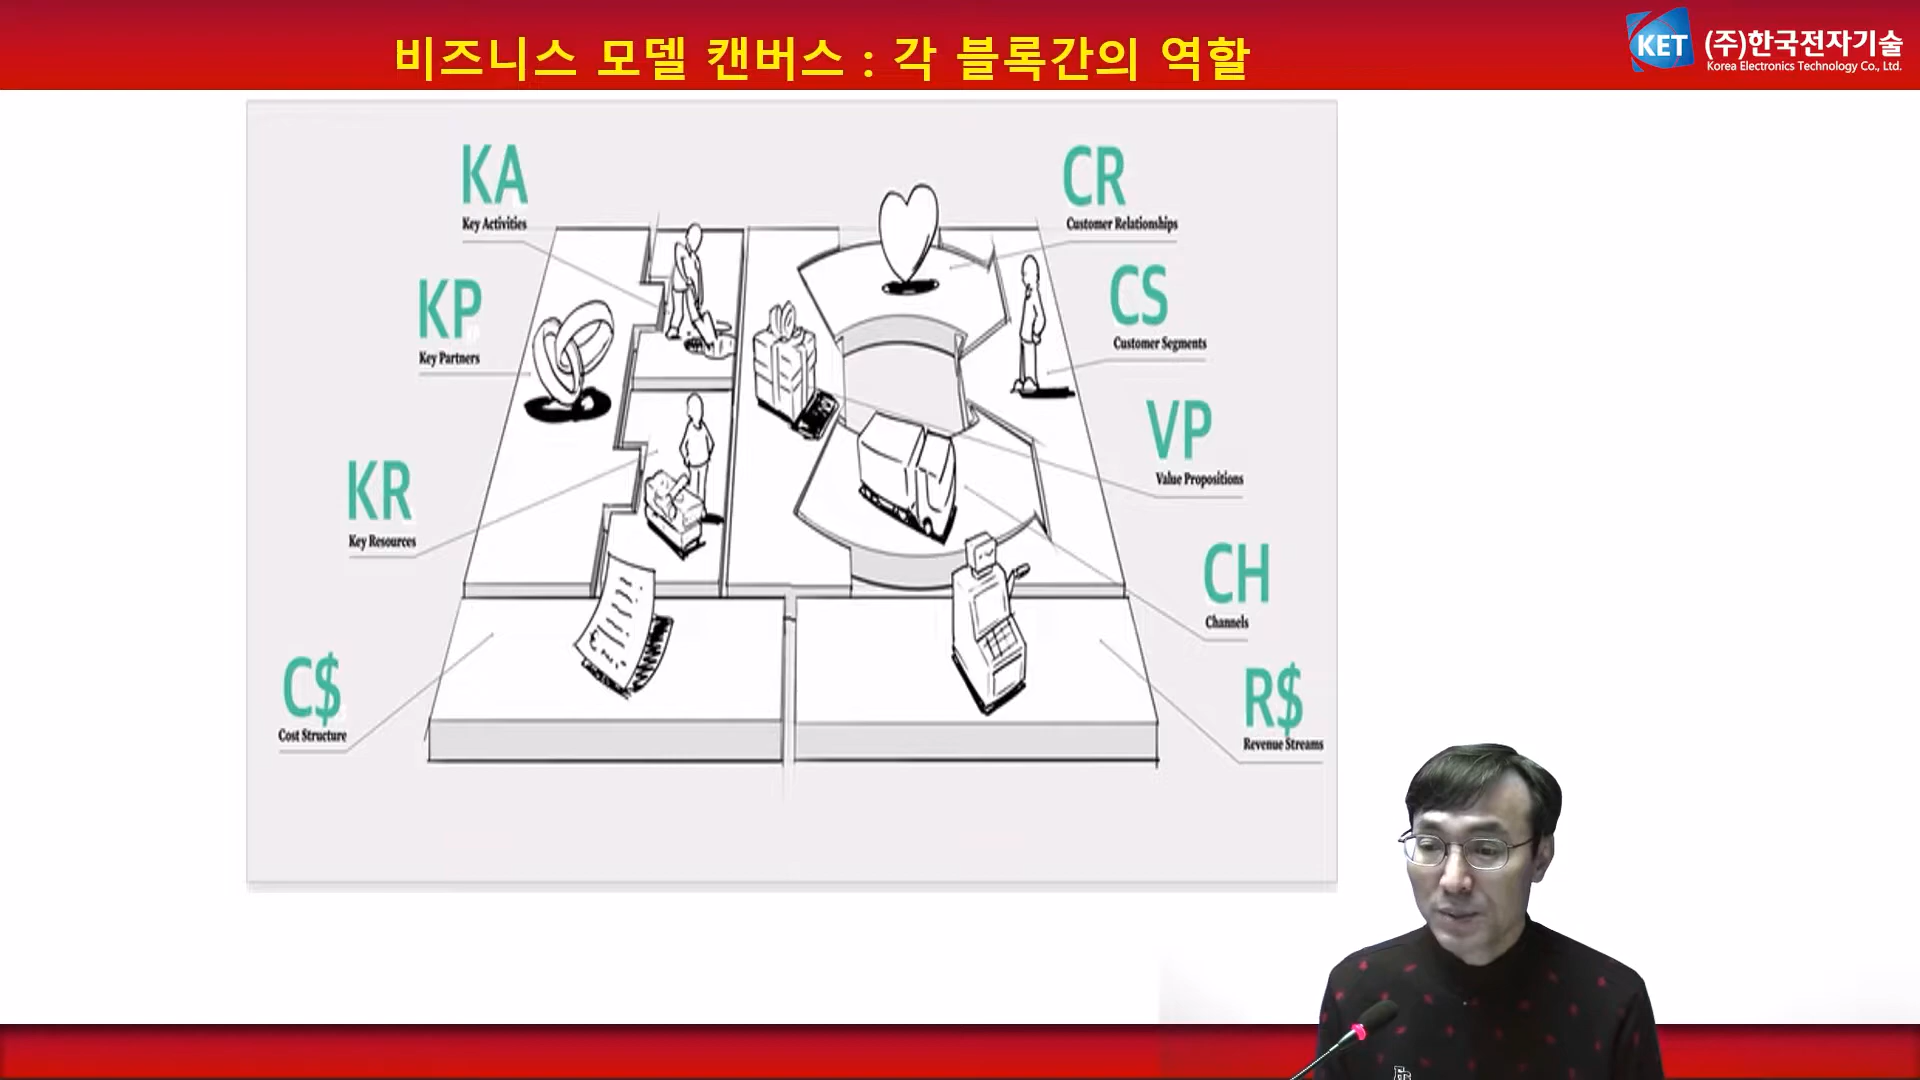 비즈니스 모델 캔버스 : 각 블록간의 역할
KET
(주)한국전자기술
Korea Electronics Technology Co., Ltd.
KA
Key Activities
CR
Customer Relationships
KP
Key Partners
CS
Customer Segments
VP
Value Propositions
KR
Key Resources
CH
Channels
C$
Cost Structure
R$
Revenue Streams